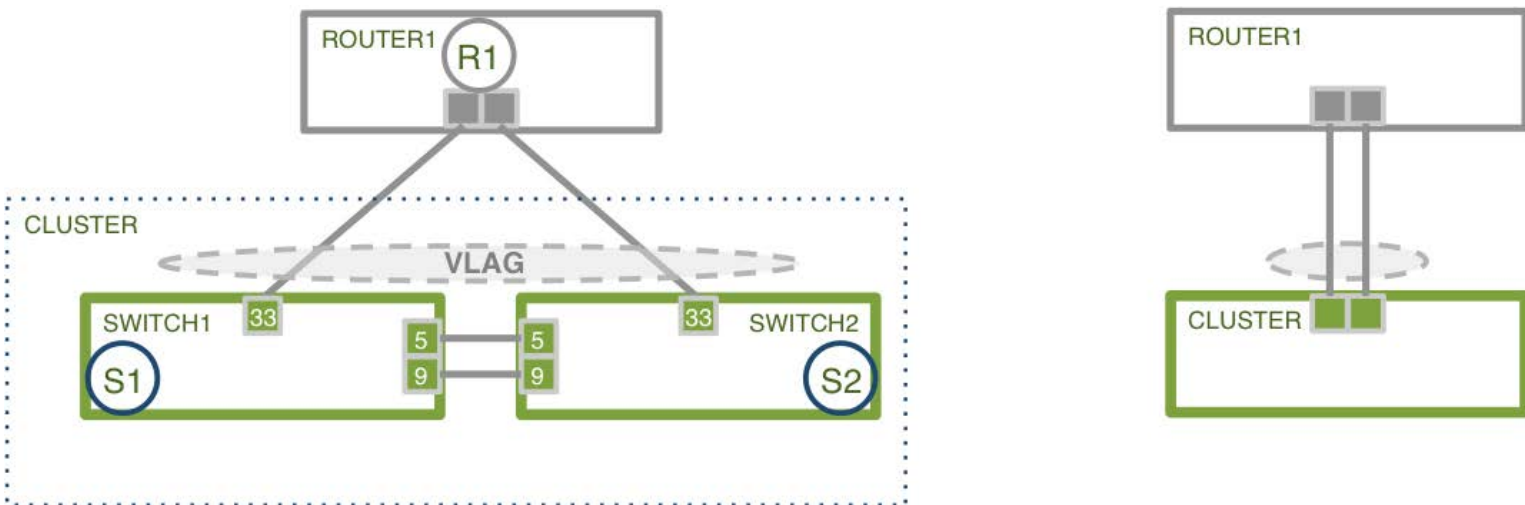 ROUTER1
R1
CLUSTER
VLAG
33
33
SWITCH1
SWITCH2
5
5
9
9
S1
S2
ROUTER1
CLUSTER